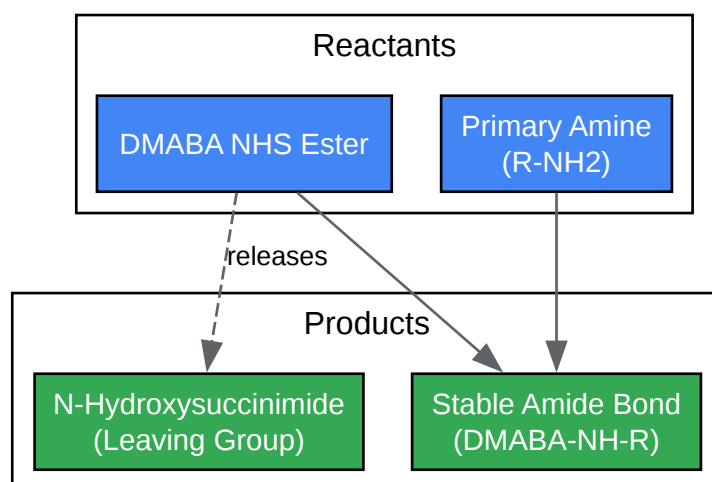 Reactants
DMABA NHS Ester
Primary Amine
(R-NH2)
releases
Products
N-Hydroxysuccinimide
(Leaving Group)
Stable Amide Bond
(DMABA-NH-R)